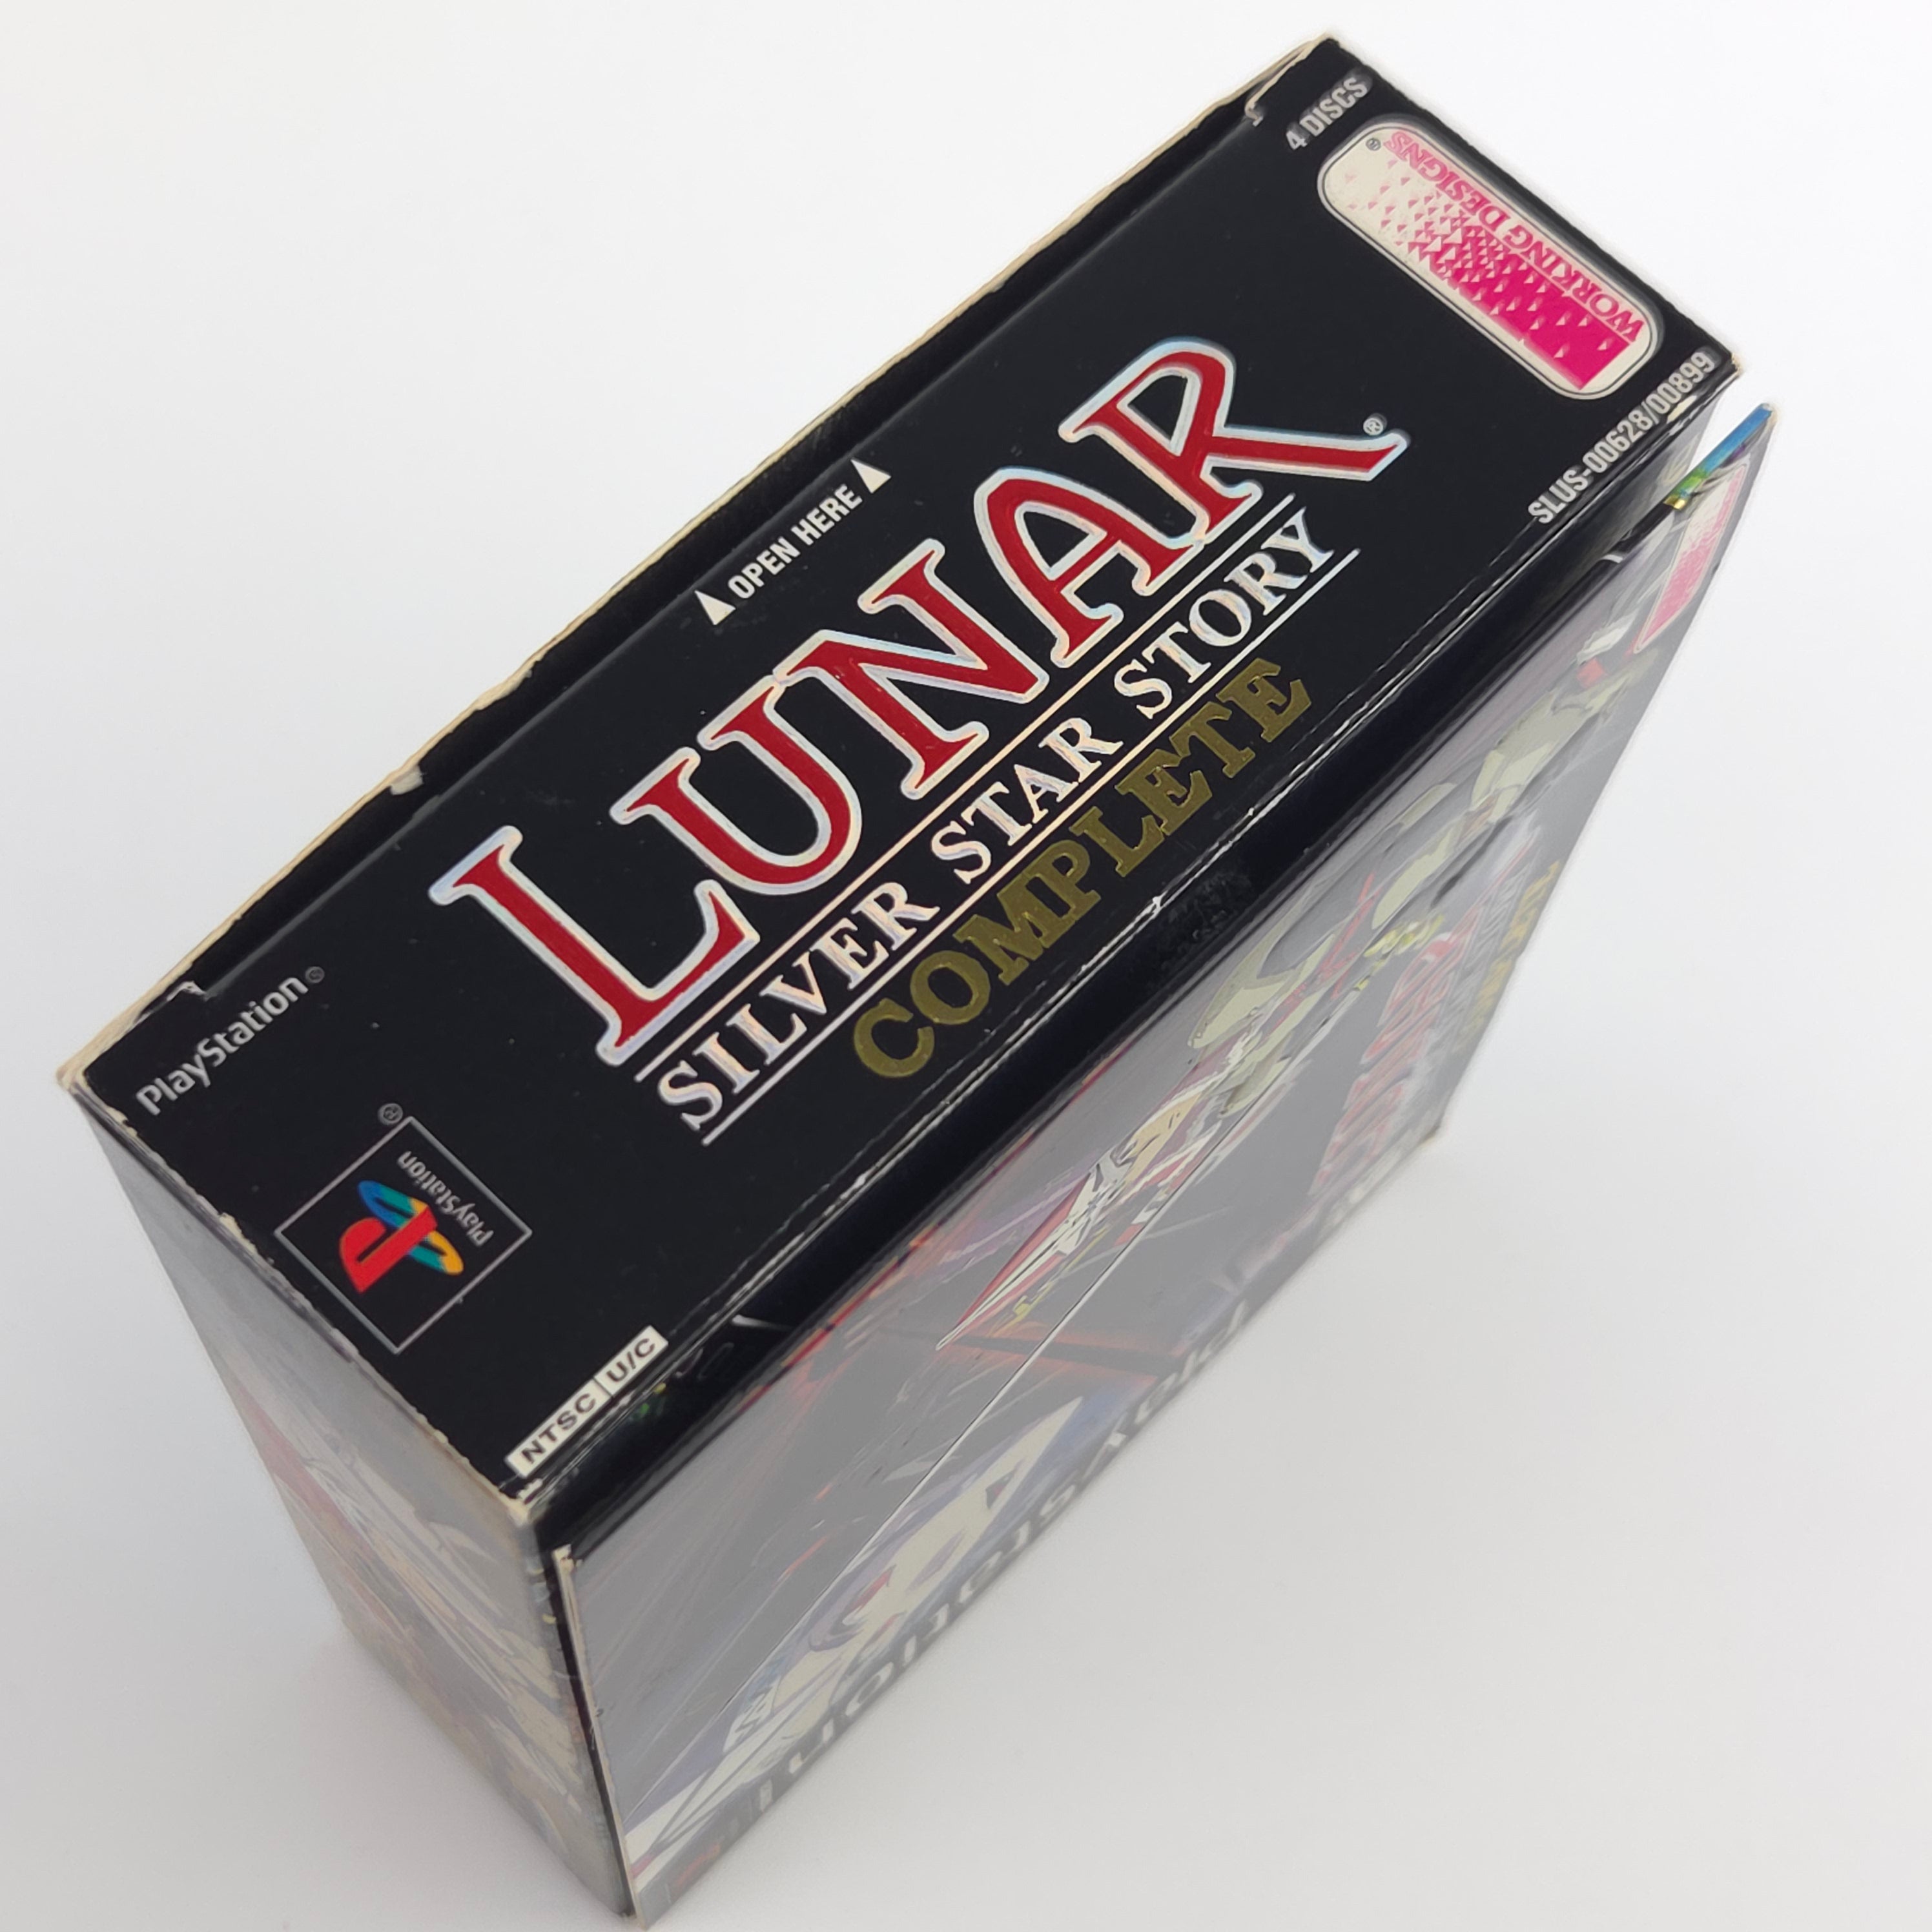 4 DISCS
WORKING DESIGNS®
SLUS-00628/00899
▲ OPEN HERE ▲
LUNAR®
SILVER STAR STORY
COMPLETE
PlayStation®
PlayStation
®
NTSC U/C